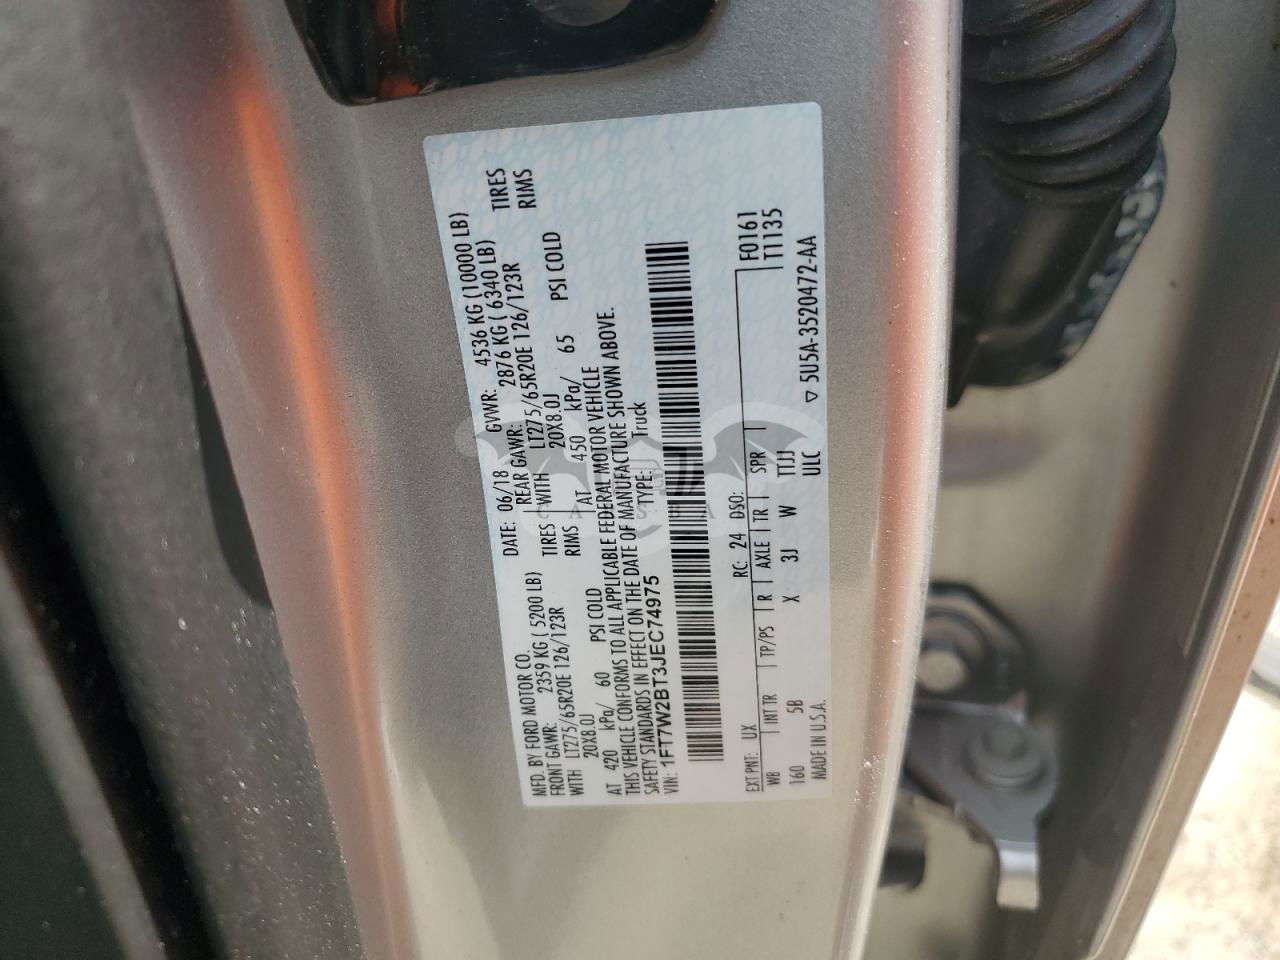 MFD. BY FORD MOTOR CO.
DATE: 06/18 GVWR: 4536 KG (10000 LB)
FRONT GAWR: 2359 KG ( 5200 LB)
REAR GAWR: 2876 KG ( 6340 LB)
WITH LT275/65R20E 126/123R TIRES
WITH LT275/65R20E 126/123R TIRES
20X8.0J RIMS
20X8.0J RIMS
AT 420 kPa/ 60 PSI COLD
AT 450 kPa/ 65 PSI COLD
THIS VEHICLE CONFORMS TO ALL APPLICABLE FEDERAL MOTOR VEHICLE
SAFETY STANDARDS IN EFFECT ON THE DATE OF MANUFACTURE SHOWN ABOVE.
VIN: 1FT7W2BT3JEC74975 TYPE: Truck
F0161
T1135
EXT PNT: UX RC: 24 DSO:
WB INT TR TP/PS R AXLE TR SPR
160 5B X 3J W TTJJ
MADE IN U.S.A. ULC
▽ 5U5A-3520472-AA
CASBA